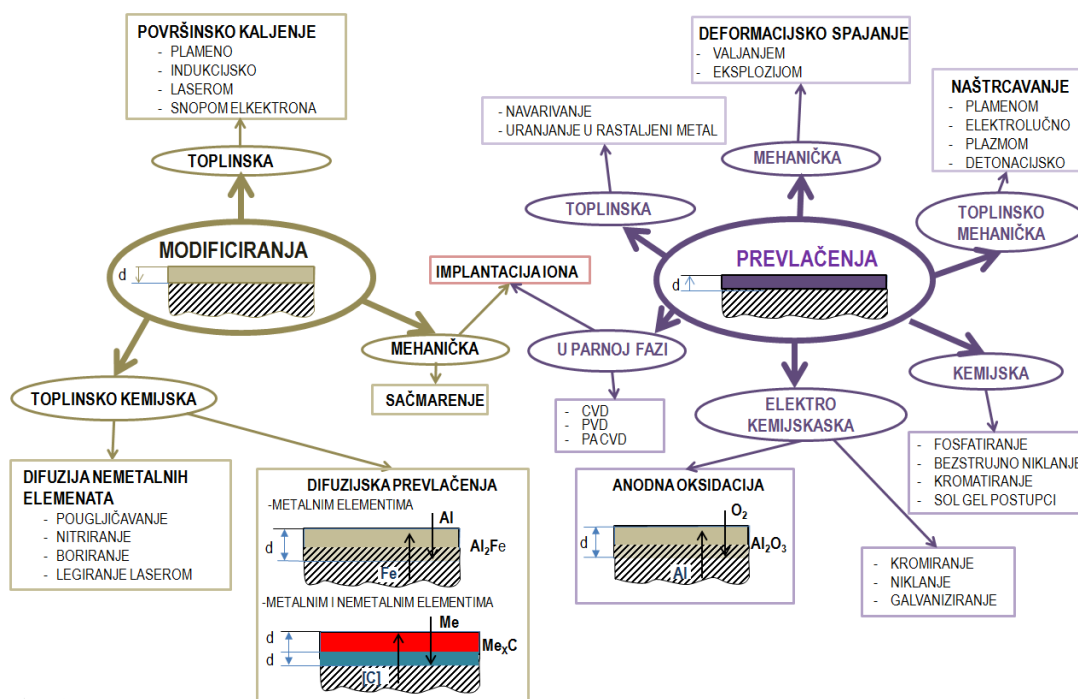 POVRŠINSKO KALJENJE
- PLAMENO
- INDUKCIJSKO
- LASEROM
- SNOPOM ELKEKTRONA
TOPLINSKA
MODIFICIRANJA
d
MEHANIČKA
SAČMARENJE
IMPLANTACIJA IONA
TOPLINSKO KEMIJSKA
DIFUZIJA NEMETALNIH
ELEMENATA
- POUGLJIČAVANJE
- NITRIRANJE
- BORIRANJE
- LEGIRANJE LASEROM
DIFUZIJSKA PREVLAČENJA
-METALNIM ELEMENTIMA
Al
d
Al₂Fe
Fe
-METALNIM I NEMETALNIM ELEMENTIMA
Me
d
MeₓC
d
[C]
DEFORMACIJSKO SPAJANJE
- VALJANJEM
- EKSPLOZIJOM
- NAVARIVANJE
- URANJANJE U RASTALJENI METAL
NAŠTRCAVANJE
- PLAMENOM
- ELEKTROLUČNO
- PLAZMOM
- DETONACIJSKO
MEHANIČKA
TOPLINSKA
TOPLINSKO
MEHANIČKA
PREVLAČENJA
d
U PARNOJ FAZI
- CVD
- PVD
- PA CVD
ELEKTRO
KEMIJSKASKA
KEMIJSKA
- FOSFATIRANJE
- BEZSTRUJNO NIKLANJE
- KROMATIRANJE
- SOL GEL POSTUPCI
ANODNA OKSIDACIJA
O₂
d
Al₂O₃
Al
- KROMIRANJE
- NIKLANJE
- GALVANIZIRANJE